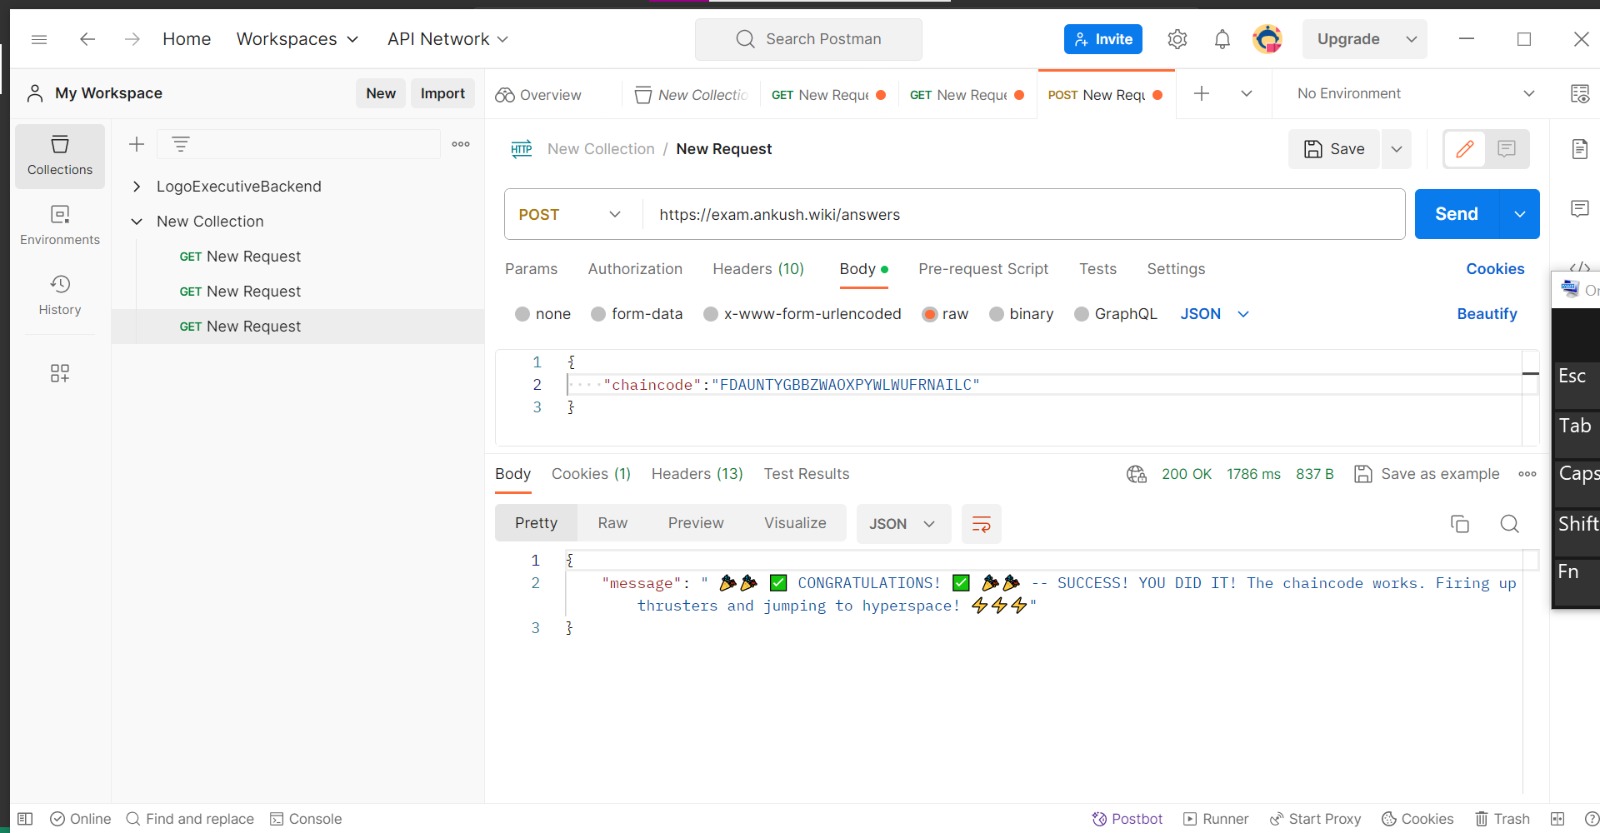 Home Workspaces API Network Search Postman Invite Upgrade
My Workspace New Import Overview New Collectio GET New Reque GET New Reque POST New Requ No Environment
Collections
Environments
History
LogoExecutiveBackend
New Collection
GET New Request
GET New Request
GET New Request
HTTP New Collection / New Request Save
POST https://exam.ankush.wiki/answers Send
Params Authorization Headers (10) Body Pre-request Script Tests Settings Cookies
none form-data x-www-form-urlencoded raw binary GraphQL JSON Beautify
1 {
2 "chaincode":"FDAUNTYGBBZWAOXPYWLWUFRNAILC"
3 }
Body Cookies (1) Headers (13) Test Results 200 OK 1786 ms 837 B Save as example
Pretty Raw Preview Visualize JSON
1 {
2 "message": " 🎉🎉 ✅ CONGRATULATIONS! ✅ 🎉🎉 -- SUCCESS! YOU DID IT! The chaincode works. Firing up
thrusters and jumping to hyperspace! ⚡⚡⚡"
3 }
Esc
Tab
Caps
Shift
Fn
Online Find and replace Console Postbot Runner Start Proxy Cookies Trash